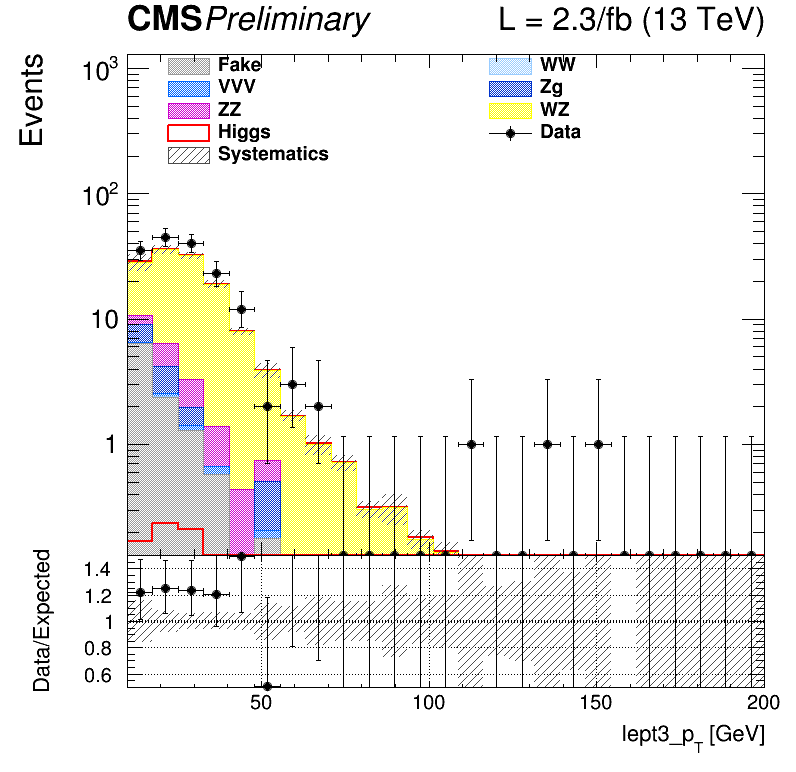 CMS Preliminary L = 2.3/fb (13 TeV)
Events
10³
10²
10
1
Fake WW
VVV Zg
ZZ WZ
Higgs Data
Systematics
Data/Expected
1.4
1.2
1
0.8
0.6
50 100 150 200
lept3_p_T [GeV]